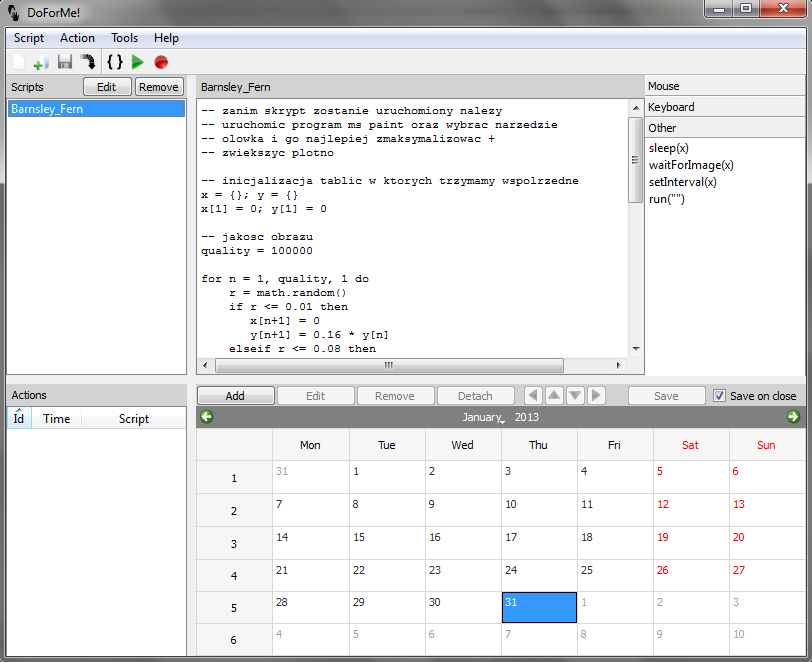 DoForMe!
Script Action Tools Help
{ }
Scripts Edit Remove
Barnsley_Fern
Barnsley_Fern
-- zanim skrypt zostanie uruchomiony nalezy
-- uruchomic program ms paint oraz wybrac narzedzie
-- olowka i go najlepiej zmaksymalizowac +
-- zwiekszyc plotno
-- inicjalizacja tablic w ktorych trzymamy wspolrzedne
x = {}; y = {}
x[1] = 0; y[1] = 0
-- jakosc obrazu
quality = 100000
for n = 1, quality, 1 do
r = math.random()
if r <= 0.01 then
x[n+1] = 0
y[n+1] = 0.16 * y[n]
elseif r <= 0.08 then
Mouse
Keyboard
Other
sleep(x)
waitForImage(x)
setInterval(x)
run("")
Actions
Id Time Script
Add Edit Remove Detach Save Save on close
January, 2013
Mon Tue Wed Thu Fri Sat Sun
1 31 1 2 3 4 5 6
2 7 8 9 10 11 12 13
3 14 15 16 17 18 19 20
4 21 22 23 24 25 26 27
5 28 29 30 31 1 2 3
6 4 5 6 7 8 9 10